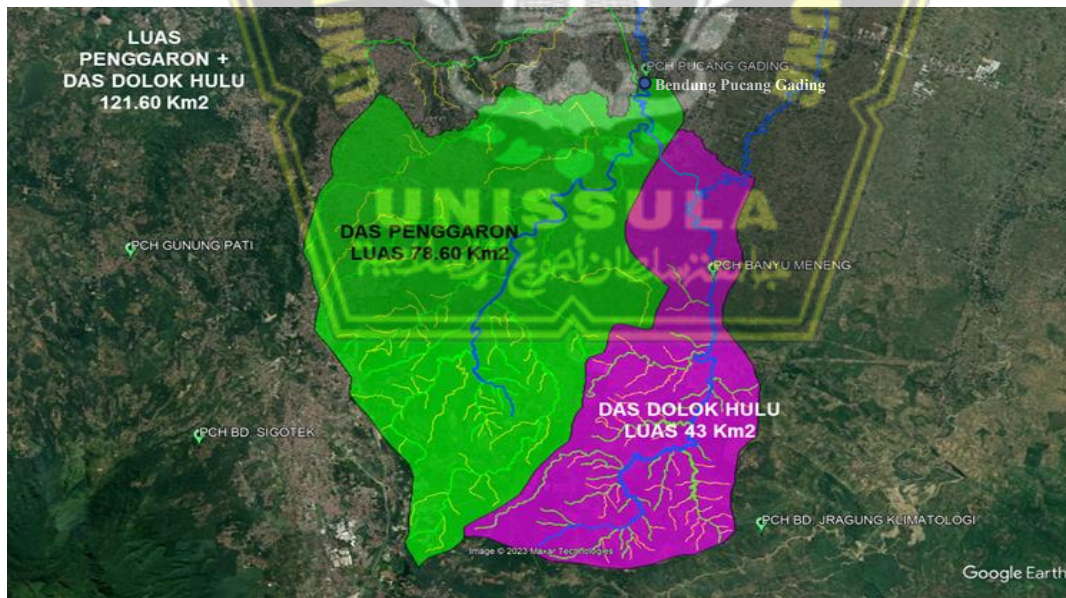 LUAS
PENGGARON +
DAS DOLOK HULU
121.60 Km2
PCH PUCANG GADING
Bendung Pucang Gading
UNISSULA
DAS PENGGARON
LUAS 78.60 Km2
PCH GUNUNG PATI
PCH BANYU MENENG
DAS DOLOK HULU
LUAS 43 Km2
PCH BD. SIGOTEK
PCH BD. JRAGUNG KLIMATOLOGI
Image © 2023 Maxar Technologies
Google Earth